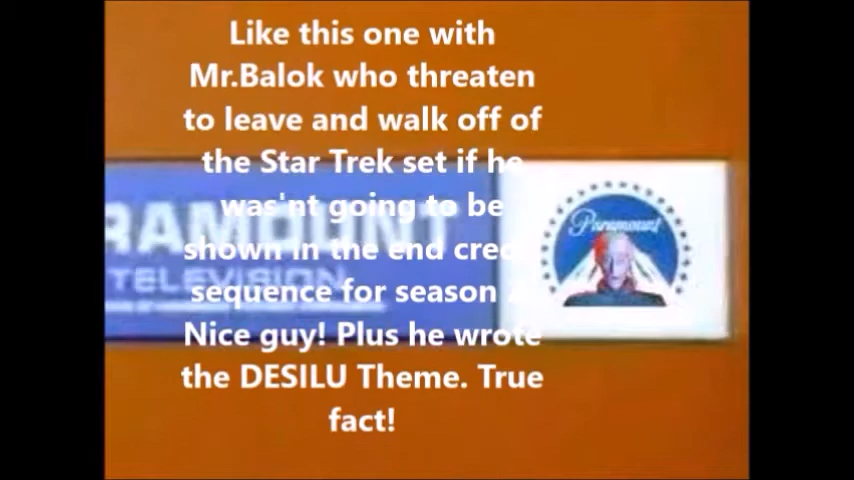 Like this one with
Mr.Balok who threaten
to leave and walk off of
the Star Trek set if he
was'nt going to be
shown in the end credit
sequence for season 2.
Nice guy! Plus he wrote
the DESILU Theme. True
fact!
RAMOUNT
TELEVISION
Paramount